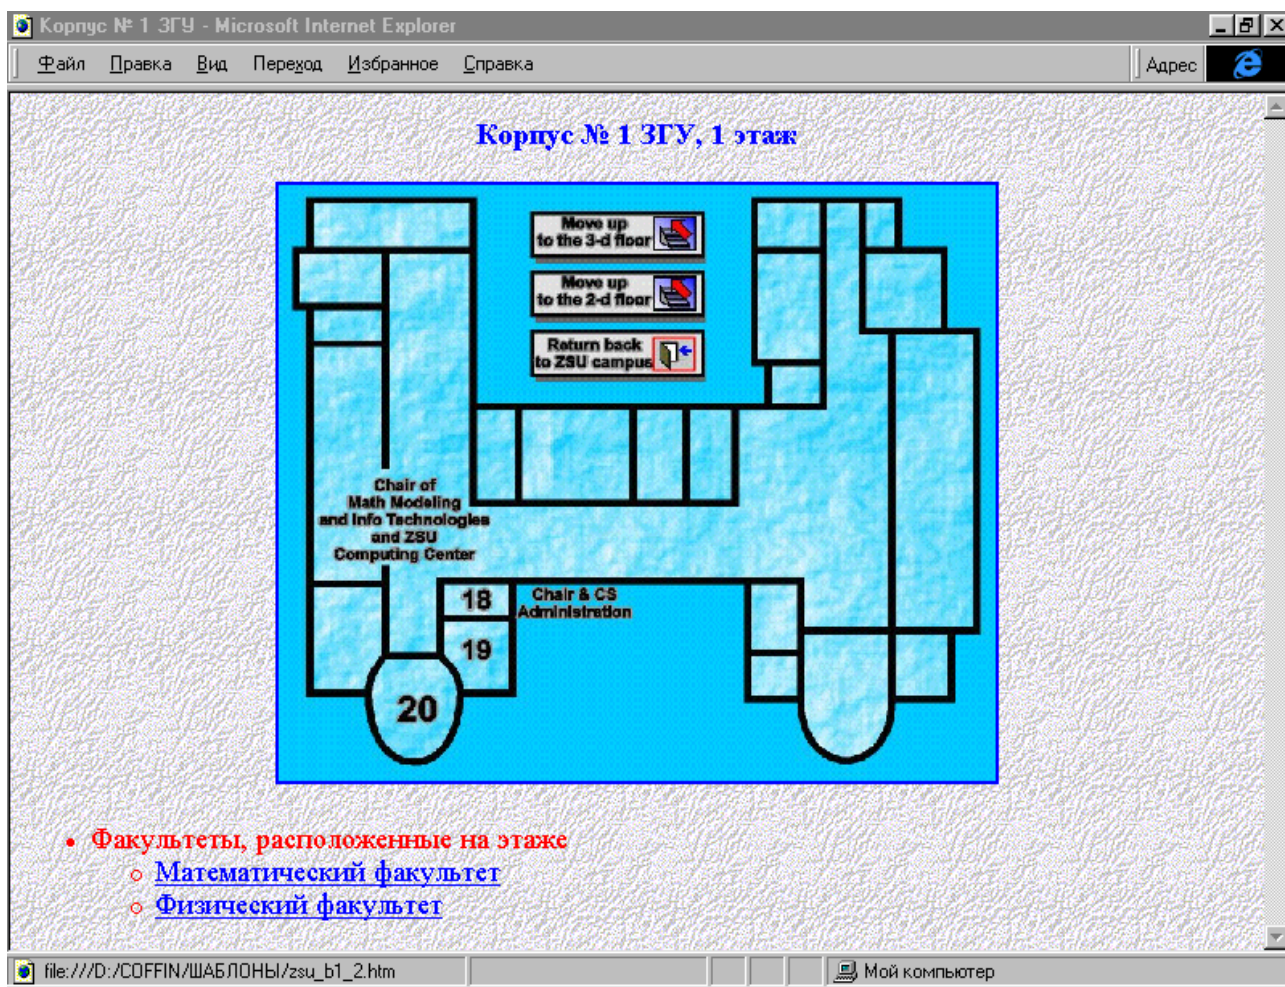 Корпус № 1 ЗГУ - Microsoft Internet Explorer
Файл Правка Вид Переход Избранное Справка Адрес
Корпус № 1 ЗГУ, 1 этаж
Move up
to the 3-d floor
Move up
to the 2-d floor
Return back
to ZSU campus
Chair of
Math Modeling
and Info Technologies
and ZSU
Computing Center
18
Chair & CS
Administration
19
20
Факультеты, расположенные на этаже
Математический факультет
Физический факультет
file:///D:/COFFIN/ШАБЛОНЫ/zsu_b1_2.htm Мой компьютер